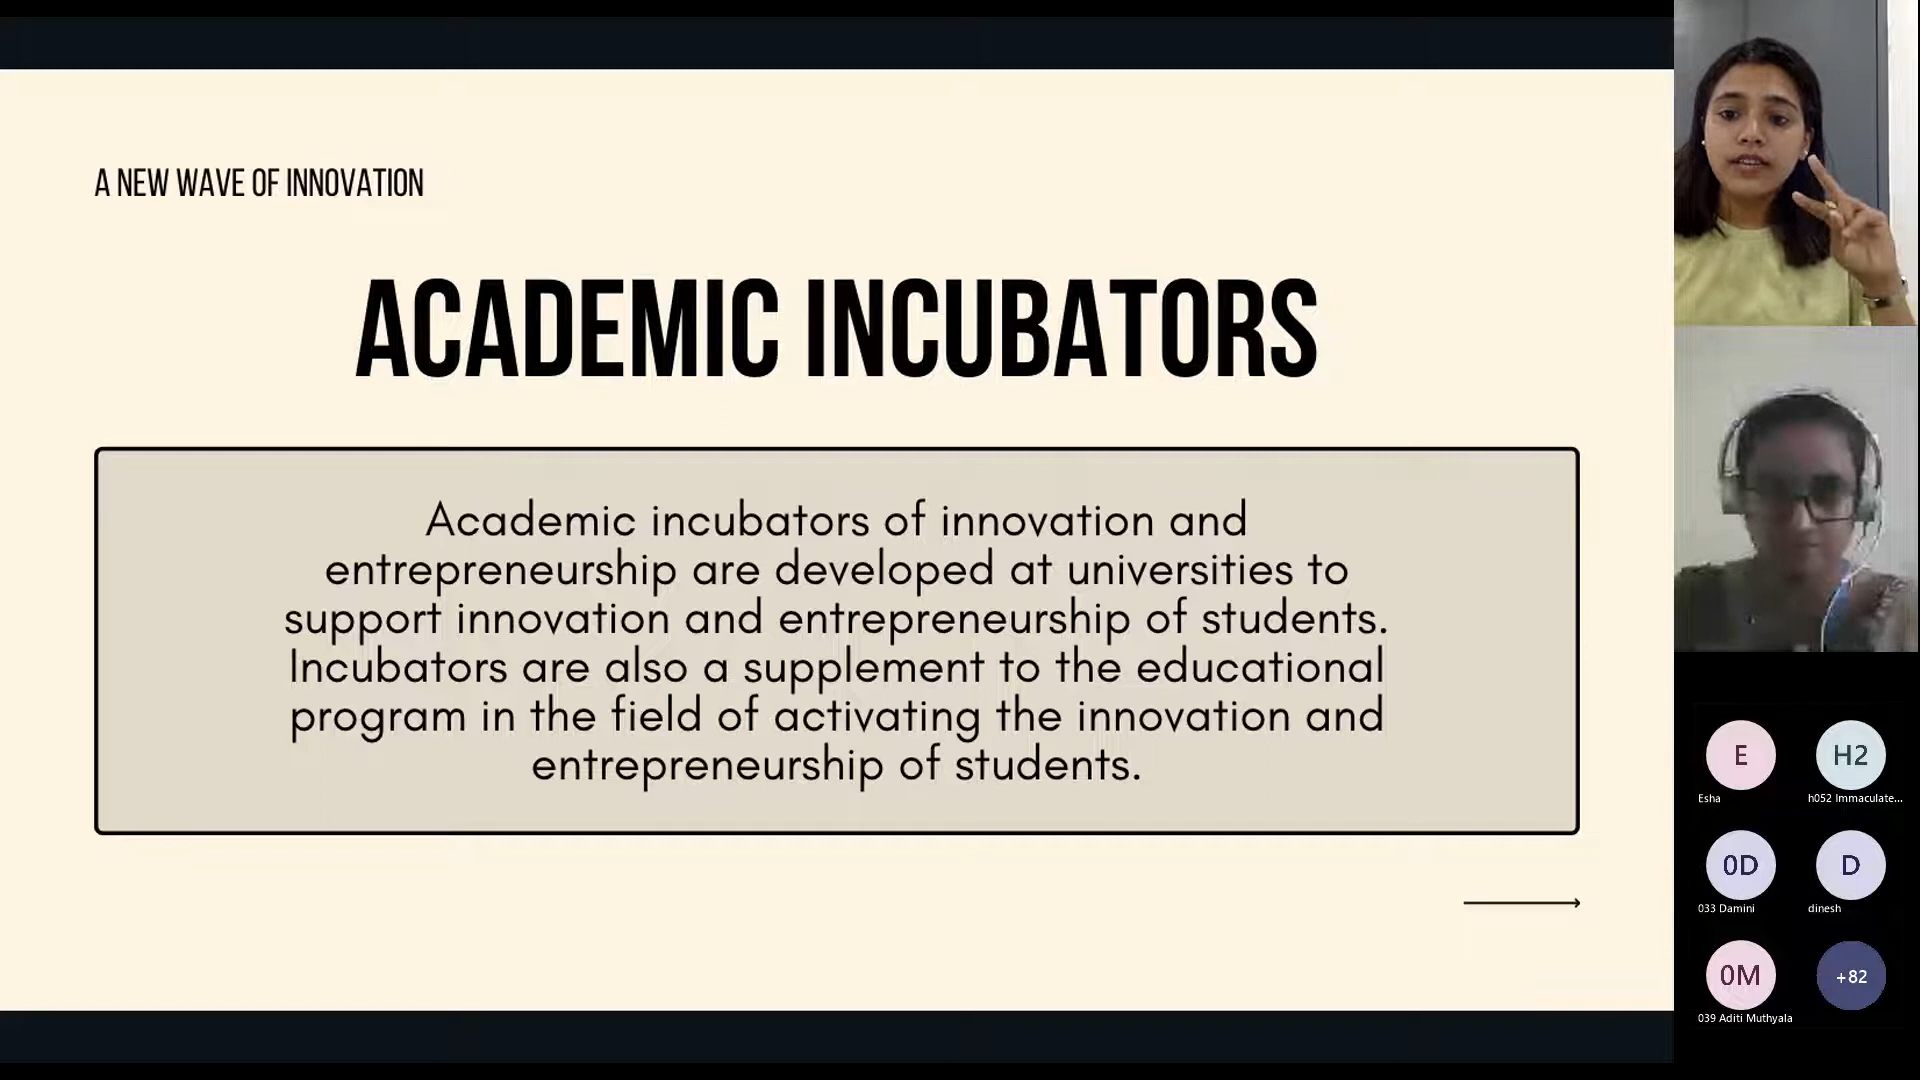 A NEW WAVE OF INNOVATION
ACADEMIC INCUBATORS
Academic incubators of innovation and
entrepreneurship are developed at universities to
support innovation and entrepreneurship of students.
Incubators are also a supplement to the educational
program in the field of activating the innovation and
entrepreneurship of students.
E
Esha
H2
h052 Immaculate...
0D
033 Damini
D
dinesh
0M
039 Aditi Muthyala
+82